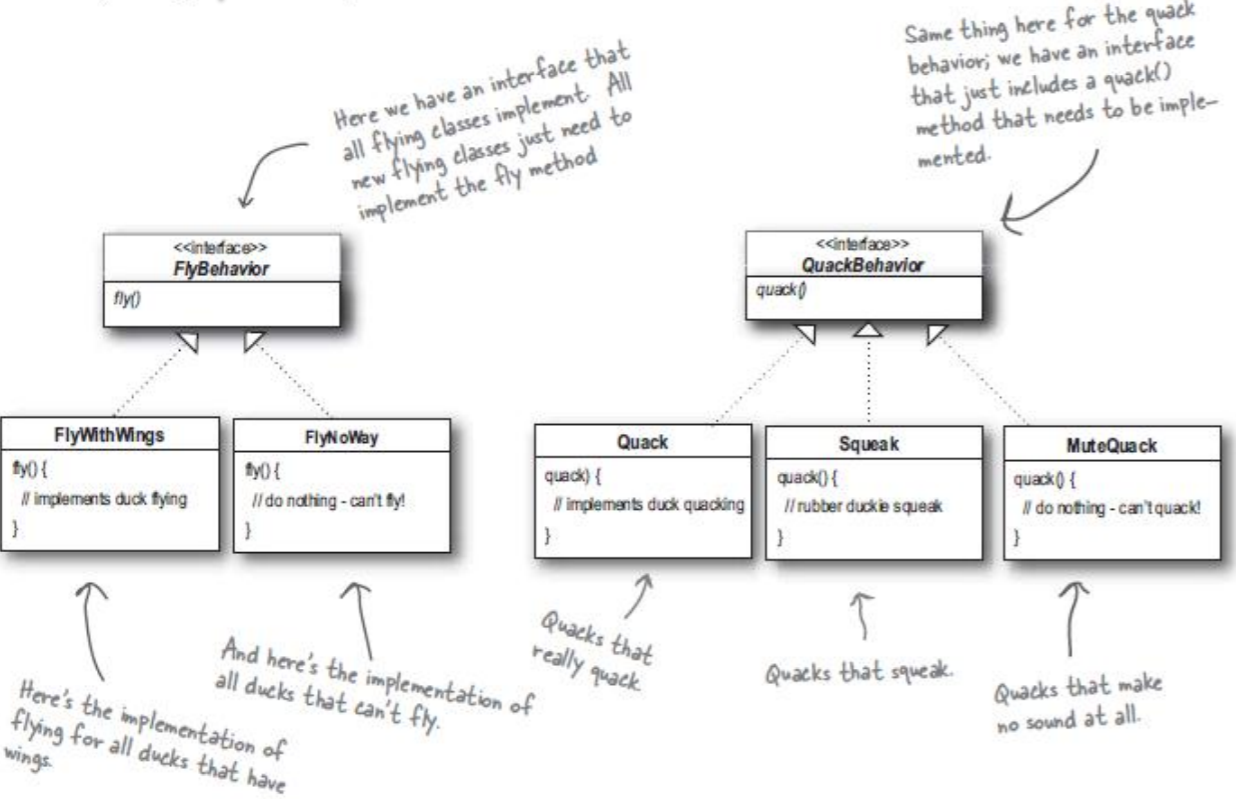 Here we have an interface that
all flying classes implement. All
new flying classes just need to
implement the fly method
Same thing here for the quack
behavior; we have an interface
that just includes a quack()
method that needs to be imple-
mented.
<<interface>>
FlyBehavior
fly()
<<interface>>
QuackBehavior
quack()
FlyWithWings
fly() {
// implements duck flying
}
FlyNoWay
fly() {
// do nothing - can't fly!
}
Quack
quack) {
// implements duck quacking
}
Squeak
quack() {
// rubber duckie squeak
}
MuteQuack
quack() {
// do nothing - can't quack!
}
Here's the implementation of
flying for all ducks that have
wings.
And here's the implementation of
all ducks that can't fly.
Quacks that
really quack
Quacks that squeak.
Quacks that make
no sound at all.